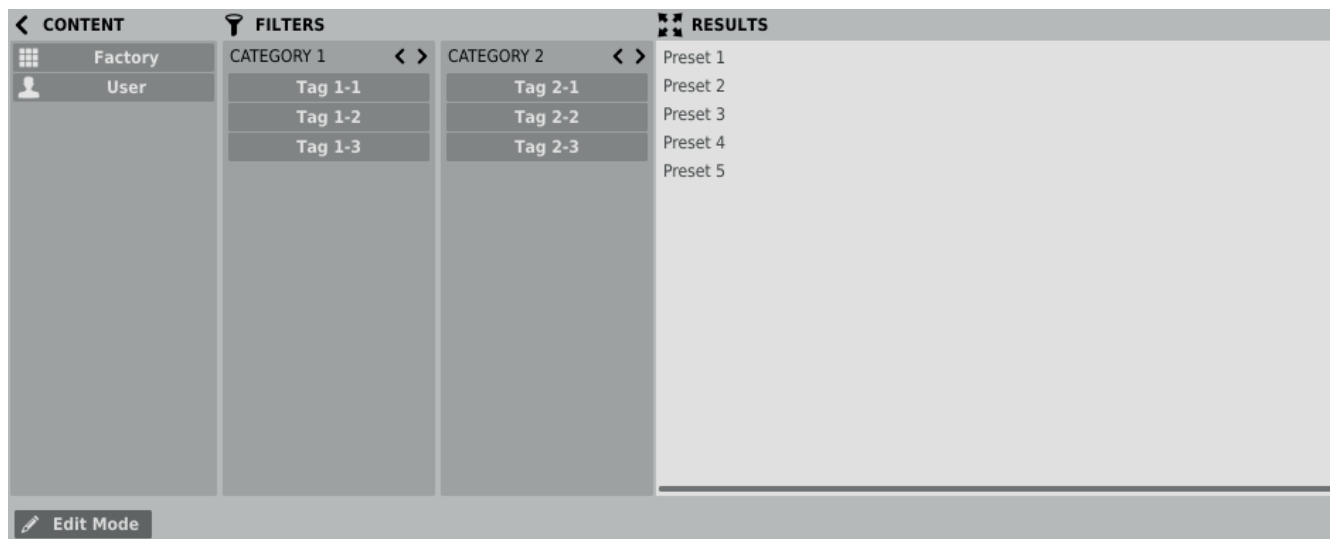 CONTENT
Factory
User
FILTERS
CATEGORY 1
Tag 1-1
Tag 1-2
Tag 1-3
CATEGORY 2
Tag 2-1
Tag 2-2
Tag 2-3
RESULTS
Preset 1
Preset 2
Preset 3
Preset 4
Preset 5
Edit Mode